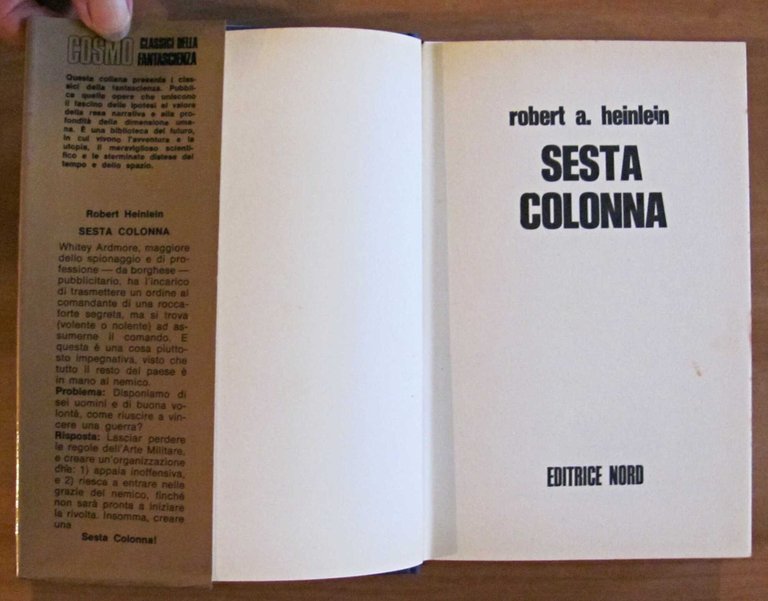 COSMO CLASSICI DELLA
FANTASCIENZA
Questa collana presenta i clas-
sici della fantascienza. Pubbli-
ca quelle opere che uniscono
il fascino delle ipotesi al valore
della resa narrativa e alla pro-
fondità della dimensione uma-
na. È una biblioteca del futuro,
in cui vivono l'avventura e la
utopia, il meraviglioso scienti-
fico e le sterminate distese del
tempo e dello spazio.
Robert Heinlein
SESTA COLONNA
Whitey Ardmore, maggiore
dello spionaggio e di pro-
fessione — da borghese —
pubblicitario, ha l'incarico
di trasmettere un ordine al
comandante di una rocca-
forte segreta, ma si trova
(volente o nolente) ad as-
sumerne il comando. E
questa è una cosa piutto-
sto impegnativa, visto che
tutto il resto del paese è
in mano al nemico.
Problema: Disponiamo di
sei uomini e di buona vo-
lontà, come riuscire a vin-
cere una guerra?
Risposta: Lasciar perdere
le regole dell'Arte Militare,
e creare un'organizzazione
che: 1) appaia inoffensiva,
e 2) riesca a entrare nelle
grazie del nemico, finché
non sarà pronta a iniziare
la rivolta. Insomma, creare
una
Sesta Colonna!
robert a. heinlein
SESTA
COLONNA
EDITRICE NORD